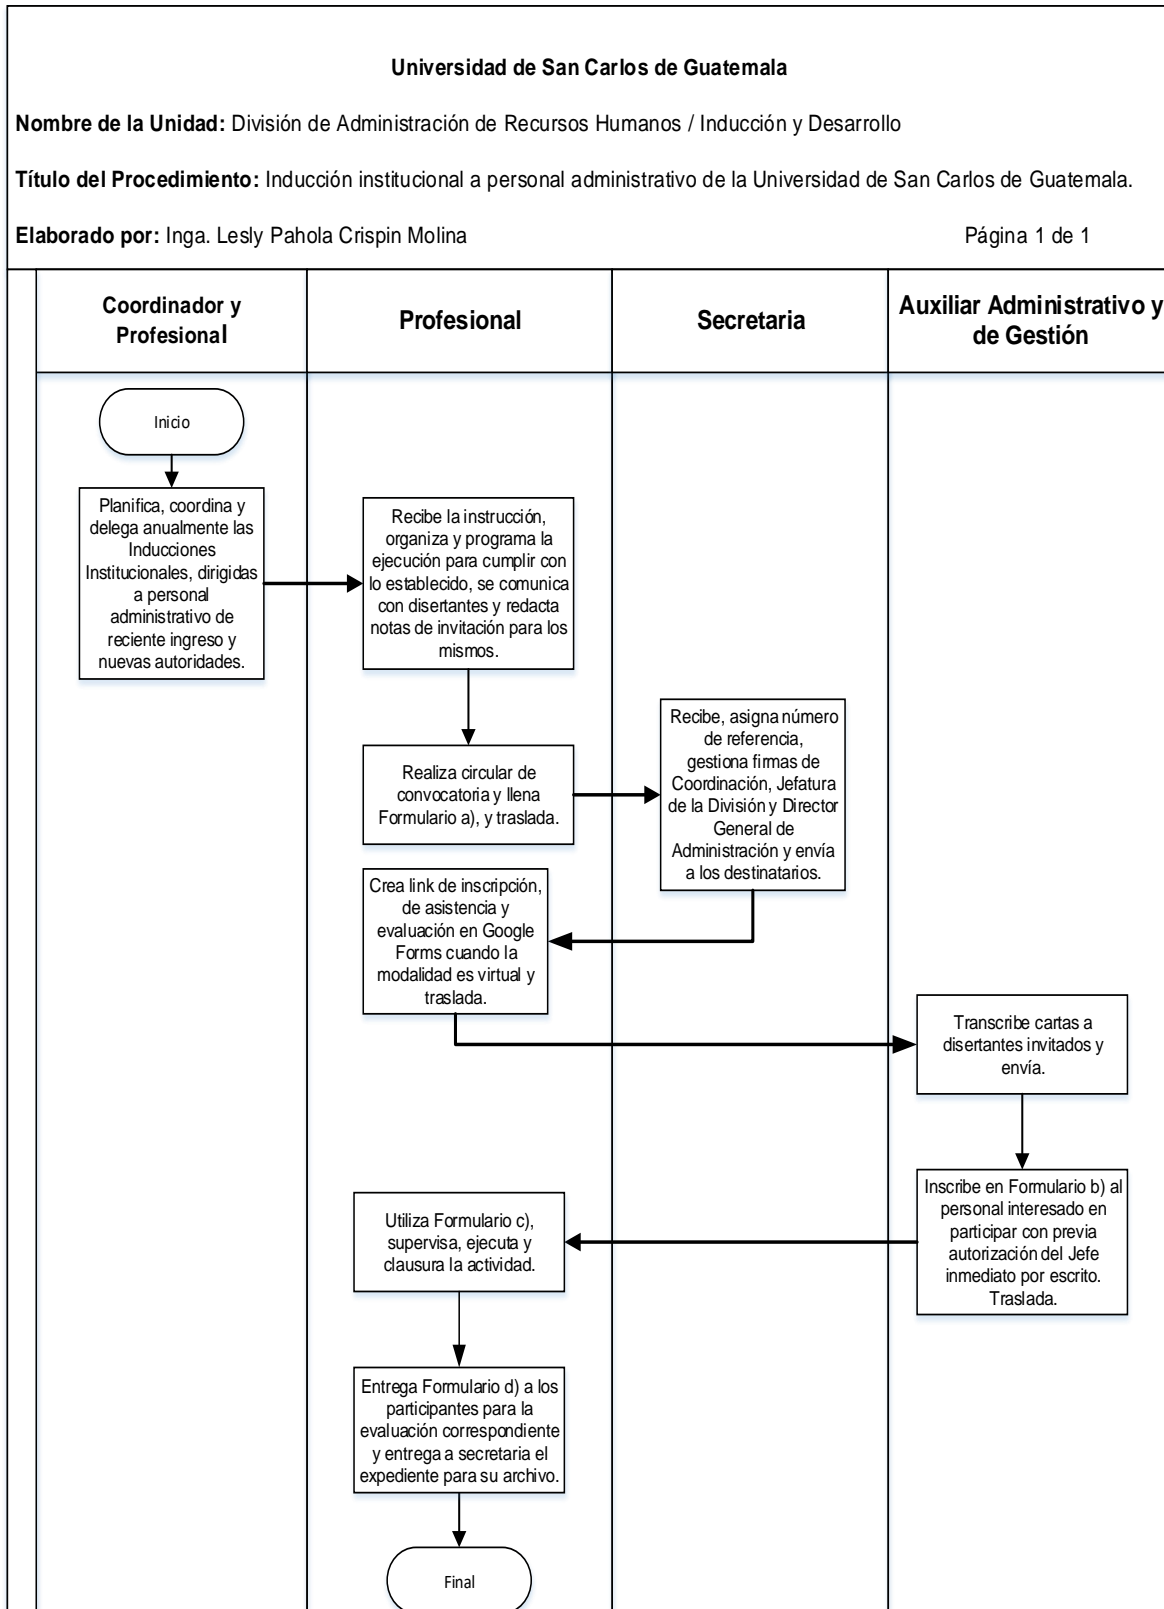 Universidad de San Carlos de Guatemala
Nombre de la Unidad: División de Administración de Recursos Humanos / Inducción y Desarrollo
Título del Procedimiento: Inducción institucional a personal administrativo de la Universidad de San Carlos de Guatemala.
Elaborado por: Inga. Lesly Pahola Crispin Molina Página 1 de 1
Coordinador y
Profesional
Profesional
Secretaria
Auxiliar Administrativo y
de Gestión
Inicio
Planifica, coordina y
delega anualmente las
Inducciones
Institucionales, dirigidas
a personal
administrativo de
reciente ingreso y
nuevas autoridades.
Recibe la instrucción,
organiza y programa la
ejecución para cumplir con
lo establecido, se comunica
con disertantes y redacta
notas de invitación para los
mismos.
Realiza circular de
convocatoria y llena
Formulario a), y traslada.
Recibe, asigna número
de referencia,
gestiona firmas de
Coordinación, Jefatura
de la División y Director
General de
Administración y envía
a los destinatarios.
Crea link de inscripción,
de asistencia y
evaluación en Google
Forms cuando la
modalidad es virtual y
traslada.
Transcribe cartas a
disertantes invitados y
envía.
Inscribe en Formulario b) al
personal interesado en
participar con previa
autorización del Jefe
inmediato por escrito.
Traslada.
Utiliza Formulario c),
supervisa, ejecuta y
clausura la actividad.
Entrega Formulario d) a los
participantes para la
evaluación correspondiente
y entrega a secretaria el
expediente para su archivo.
Final